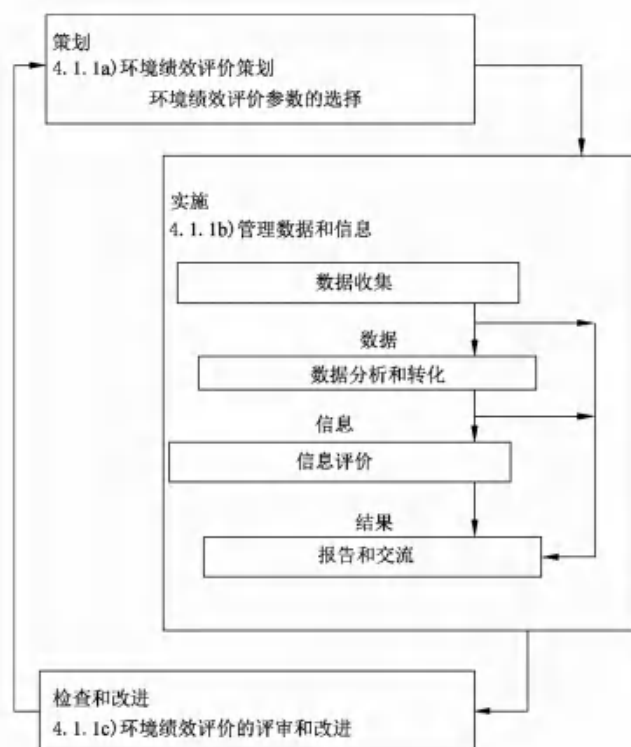 策划
4.1.1a)环境绩效评价策划
环境绩效评价参数的选择
实施
4.1.1b)管理数据和信息
数据收集
数据
数据分析和转化
信息
信息评价
结果
报告和交流
检查和改进
4.1.1c)环境绩效评价的评审和改进